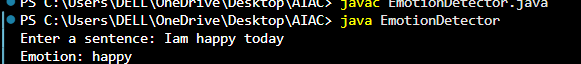 PS C:\Users\DELL\OneDrive\Desktop\AIAC> javac EmotionDetector.java
PS C:\Users\DELL\OneDrive\Desktop\AIAC> java EmotionDetector
Enter a sentence: Iam happy today
Emotion: happy